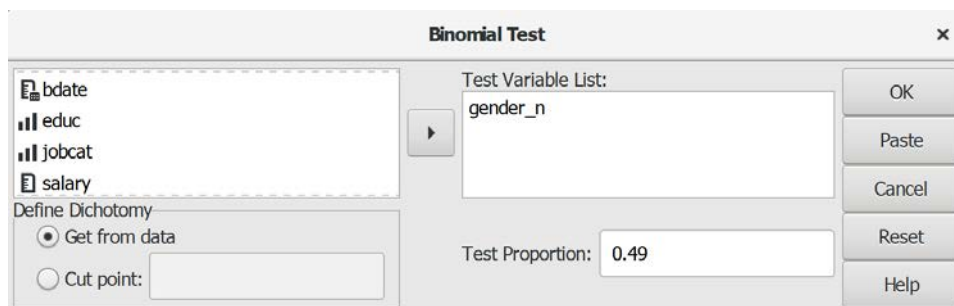 Binomial Test
×
bdate
educ
jobcat
salary
Test Variable List:
gender_n
OK
Paste
Cancel
Reset
Help
Define Dichotomy
Get from data
Cut point:
Test Proportion: 0.49